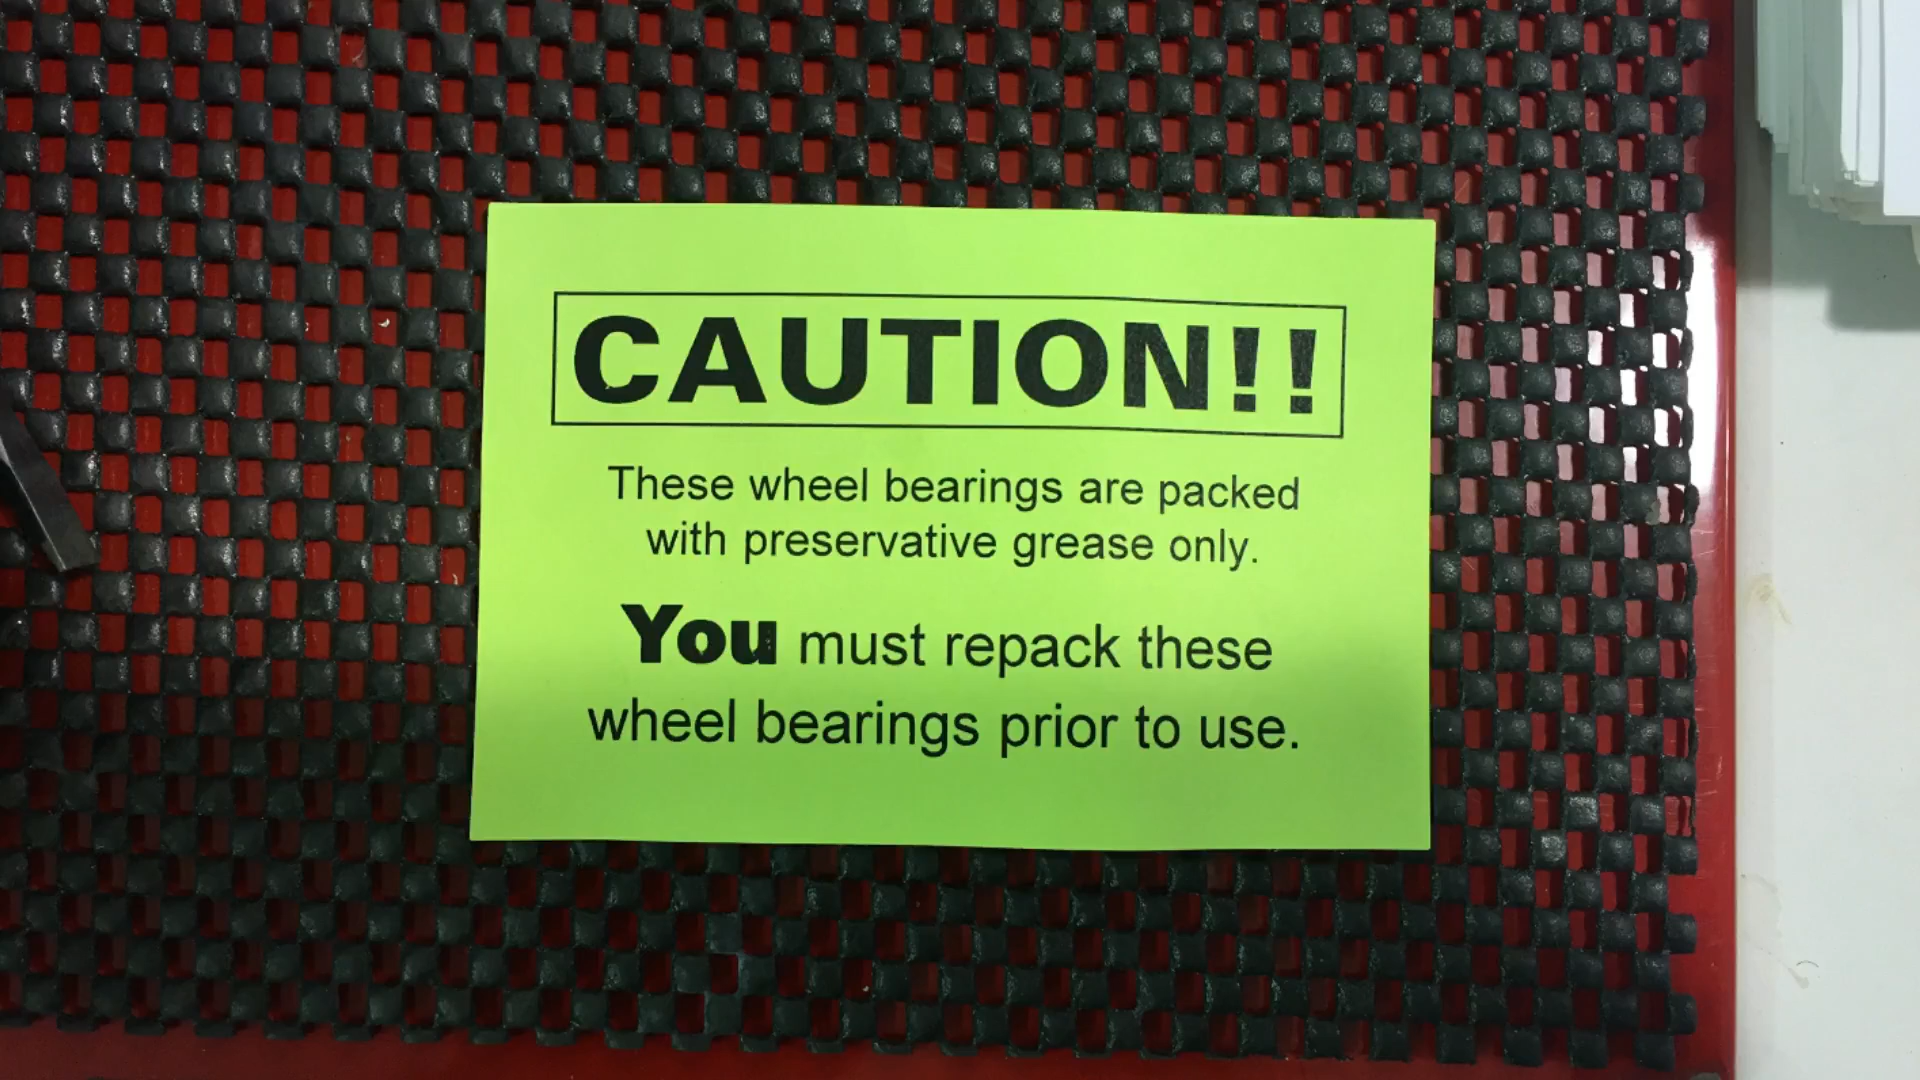 CAUTION!!
These wheel bearings are packed
with preservative grease only.
You must repack these
wheel bearings prior to use.